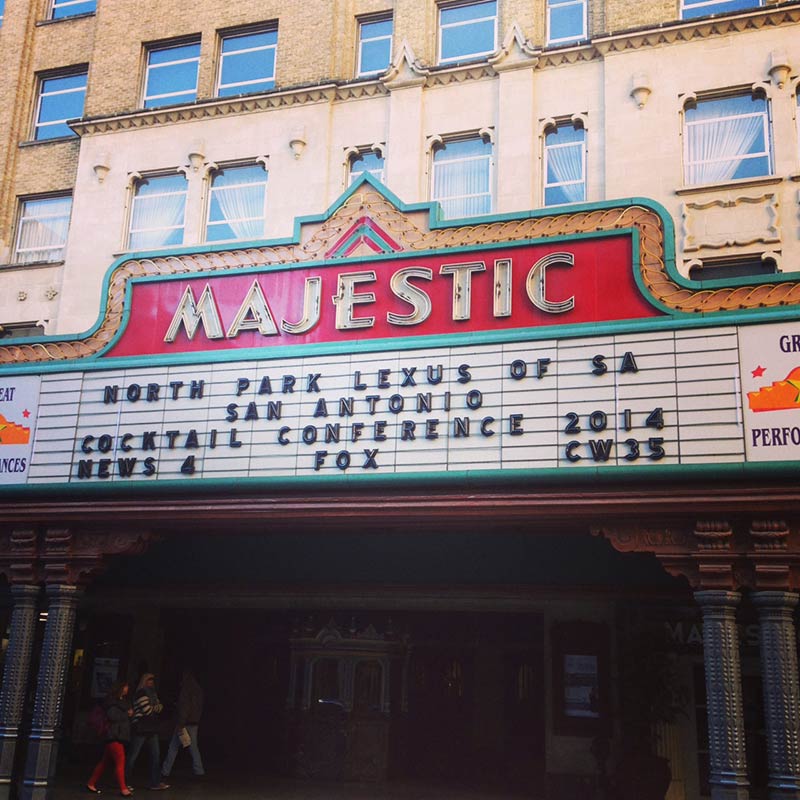 MAJESTIC
NORTH PARK LEXUS OF SA
SAN ANTONIO
COCKTAIL CONFERENCE 2014
NEWS 4 FOX CW35